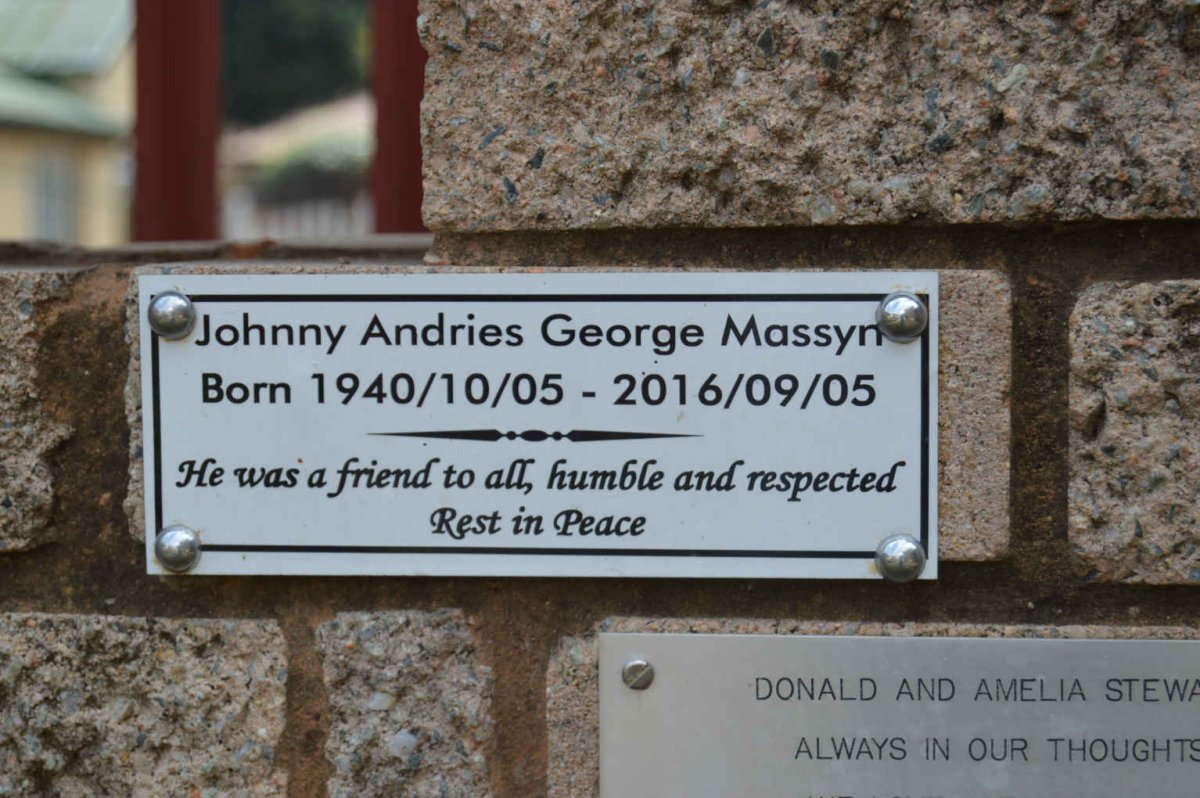 Johnny Andries George Massyn
Born 1940/10/05 - 2016/09/05
He was a friend to all, humble and respected
Rest in Peace
DONALD AND AMELIA STEWA
ALWAYS IN OUR THOUGHTS